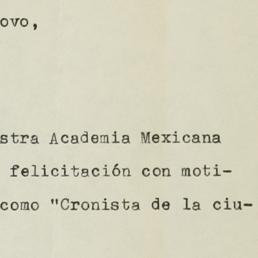 ovo,
stra Academia Mexicana
felicitación con moti-
como "Cronista de la ciu-